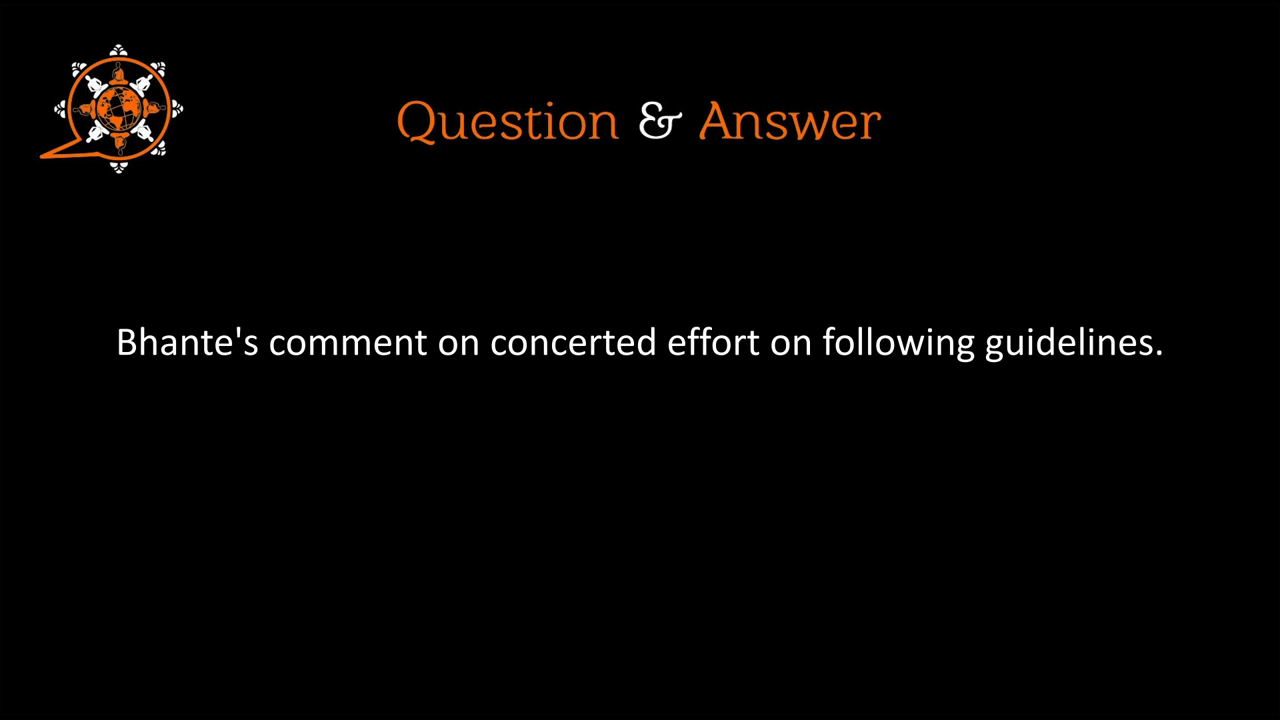 Question & Answer
Bhante's comment on concerted effort on following guidelines.